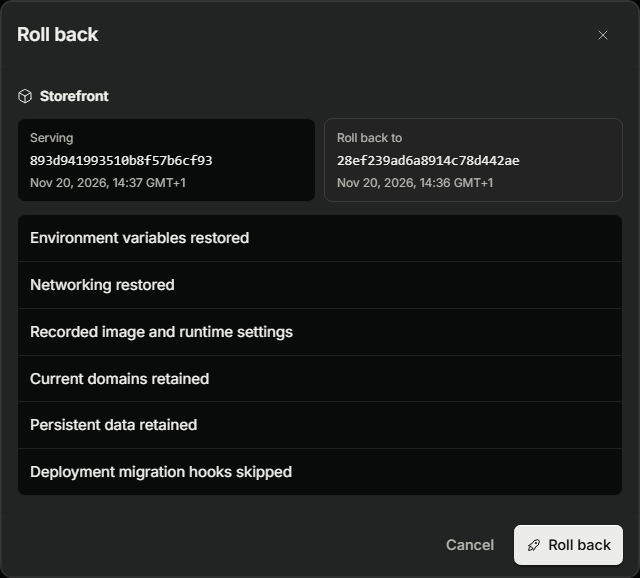 Roll back
Storefront
Serving
893d941993510b8f57b6cf93
Nov 20, 2026, 14:37 GMT+1
Roll back to
28ef239ad6a8914c78d442ae
Nov 20, 2026, 14:36 GMT+1
Environment variables restored
Networking restored
Recorded image and runtime settings
Current domains retained
Persistent data retained
Deployment migration hooks skipped
Cancel
Roll back